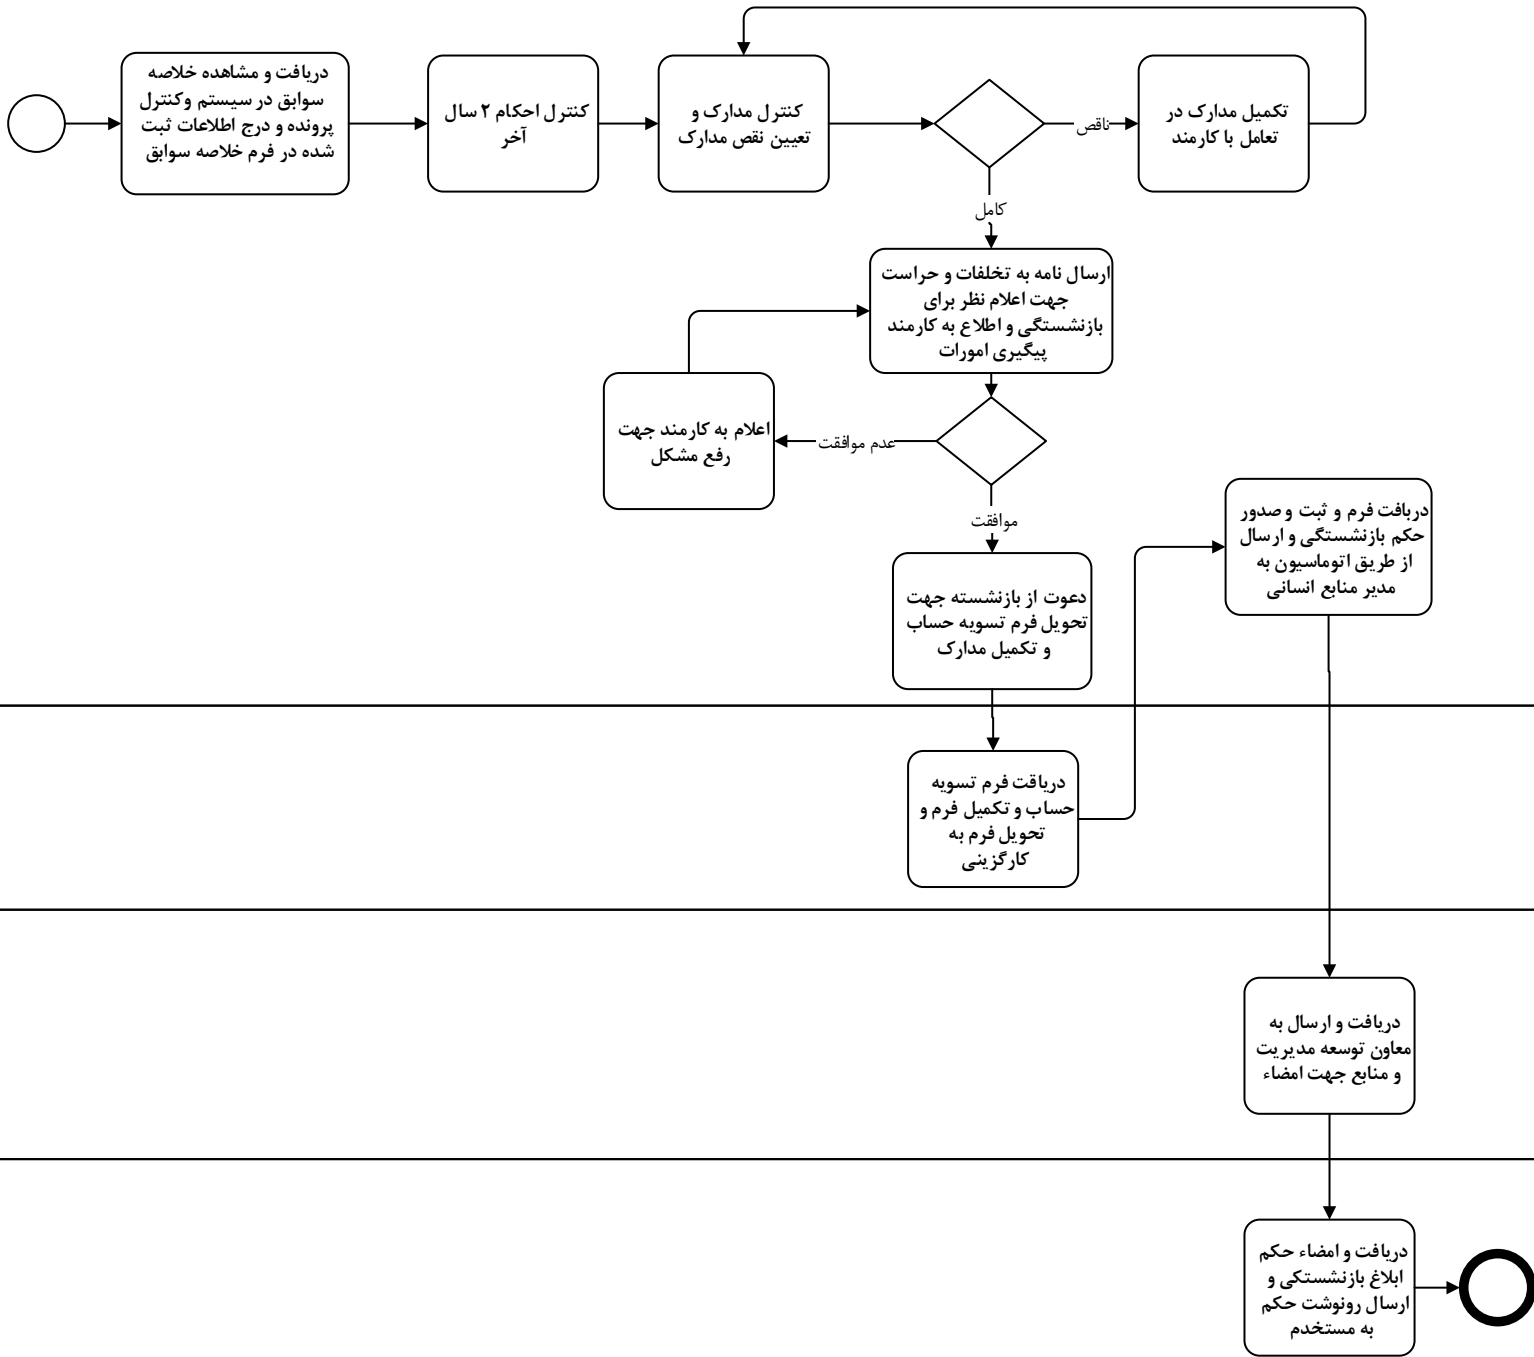 دریافت و مشاهده خلاصه
سوابق در سیستم وکنترل
پرونده و درج اطلاعات ثبت
شده در فرم خلاصه سوابق
کنترل احکام ۲ سال
آخر
کنترل مدارک و
تعیین نقص مدارک
ناقص
تکمیل مدارک در
تعامل با کارمند
کامل
ارسال نامه به تخلفات و حراست
جهت اعلام نظر برای
بازنشستگی و اطلاع به کارمند
پیگیری امورات
عدم موافقت
اعلام به کارمند جهت
رفع مشکل
موافقت
دعوت از بازنشسته جهت
تحویل فرم تسویه حساب
و تکمیل مدارک
دریاقت فرم تسویه
حساب و تکمیل فرم و
تحویل فرم به
کارگزینی
دربافت فرم و ثبت و صدور
حکم بازنشستگی و ارسال
از طریق اتوماسیون به
مدیر منابع انسانی
دریافت و ارسال به
معاون توسعه مدیریت
و منابع جهت امضاء
دریافت و امضاء حکم
ابلاغ بازنشستکی و
ارسال رونوشت حکم
به مستخدم